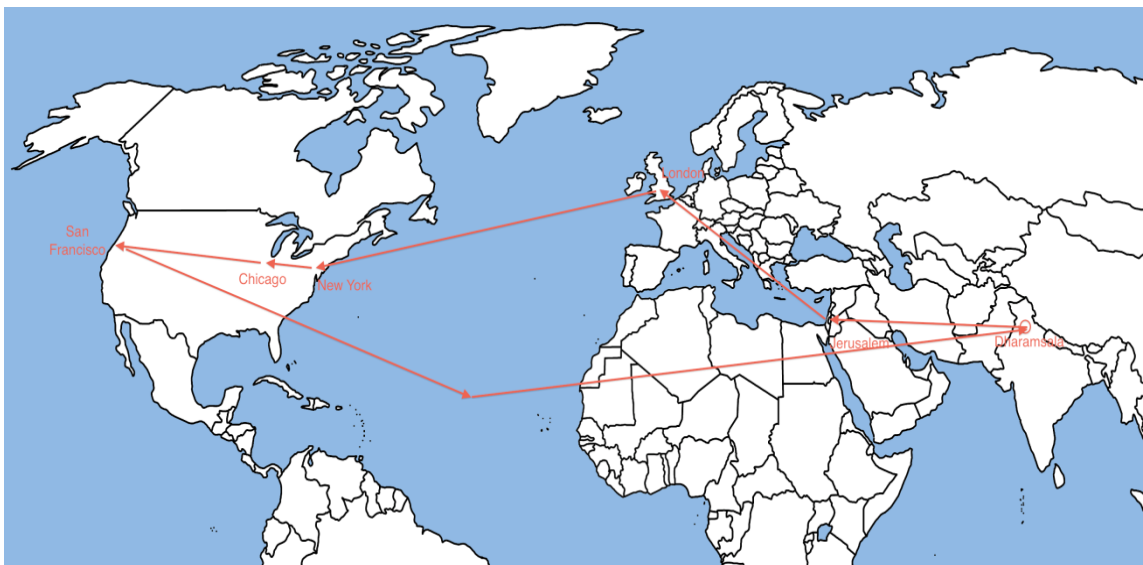 London
San
Francisco
Chicago
New York
Jerusalem
Dharamsala